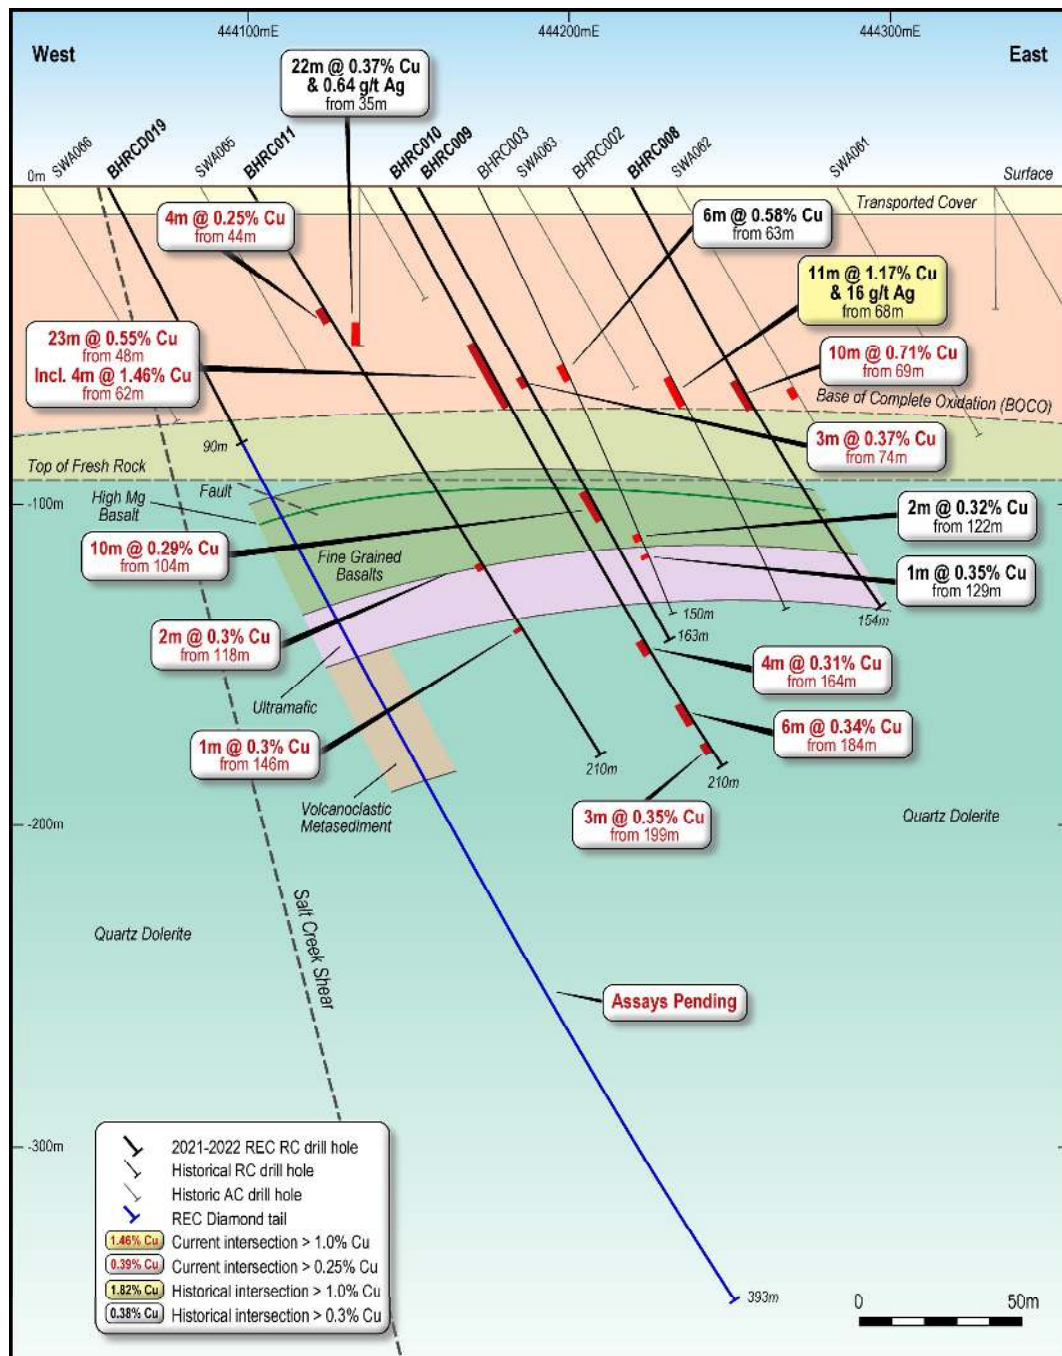 444100mE
444200mE
444300mE
West
East
22m @ 0.37% Cu
& 0.64 g/t Ag
from 35m
SWA066
BHRCD019
SWA065
BHRC011
BHRC010
BHRC009
BHRC003
SWA063
BHRC002
BHRC008
SWA062
SWA061
0m
Surface
Transported Cover
4m @ 0.25% Cu
from 44m
6m @ 0.58% Cu
from 63m
11m @ 1.17% Cu
& 16 g/t Ag
from 68m
23m @ 0.55% Cu
from 48m
Incl. 4m @ 1.46% Cu
from 62m
10m @ 0.71% Cu
from 69m
Base of Complete Oxidation (BOCO)
3m @ 0.37% Cu
from 74m
90m
Top of Fresh Rock
Fault
High Mg
Basalt
-100m
2m @ 0.32% Cu
from 122m
10m @ 0.29% Cu
from 104m
Fine Grained
Basalts
1m @ 0.35% Cu
from 129m
150m
163m
154m
2m @ 0.3% Cu
from 118m
4m @ 0.31% Cu
from 164m
Ultramafic
1m @ 0.3% Cu
from 146m
6m @ 0.34% Cu
from 184m
210m
210m
Volcanoclastic
Metasediment
3m @ 0.35% Cu
from 199m
Quartz Dolerite
-200m
Salt Creek Shear
Quartz Dolerite
Assays Pending
-300m
2021-2022 REC RC drill hole
Historical RC drill hole
Historic AC drill hole
REC Diamond tail
1.46% Cu Current intersection > 1.0% Cu
0.39% Cu Current intersection > 0.25% Cu
1.82% Cu Historical intersection > 1.0% Cu
0.38% Cu Historical intersection > 0.3% Cu
393m
0 50m